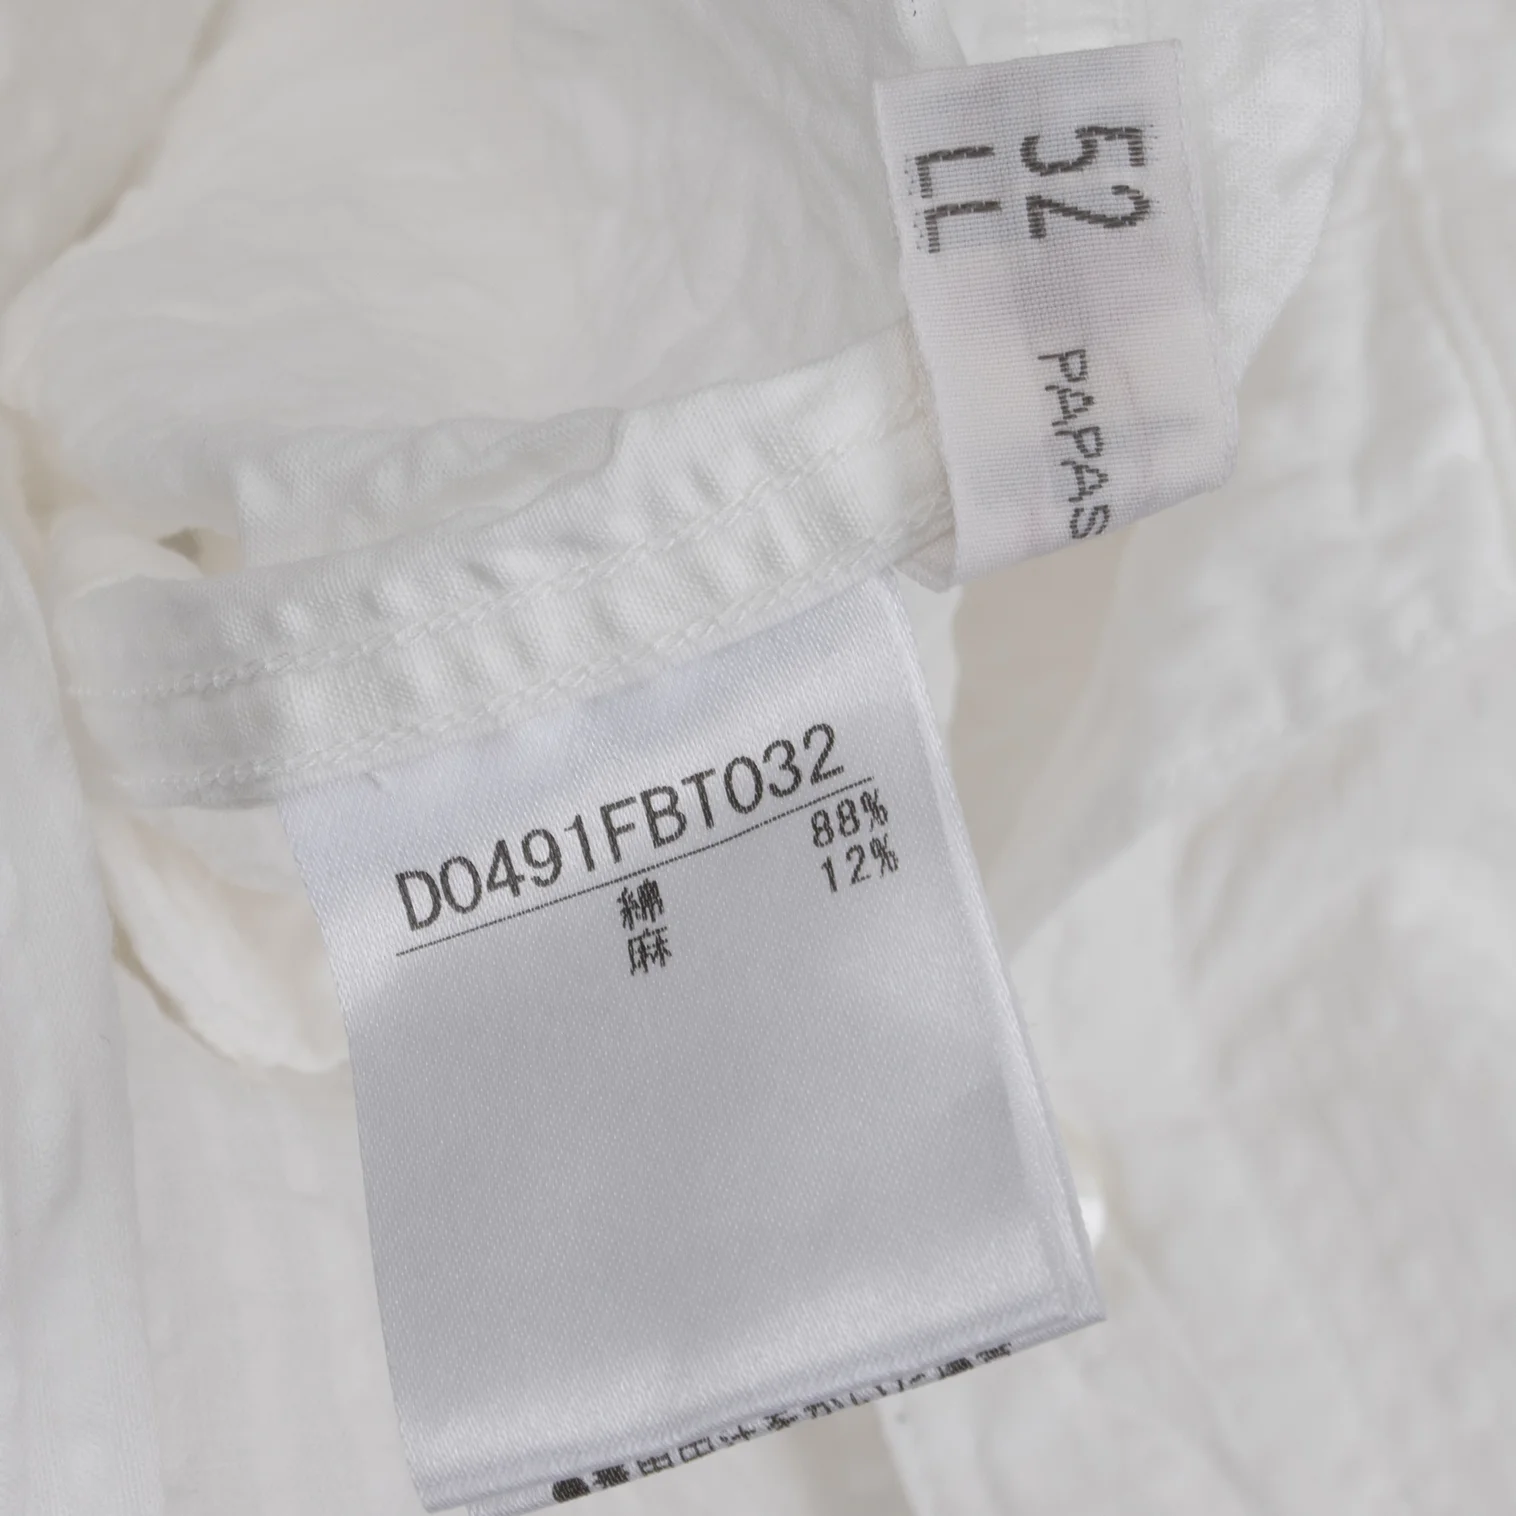 52
LL
PAPAS
D0491FBT032
綿 88%
麻 12%